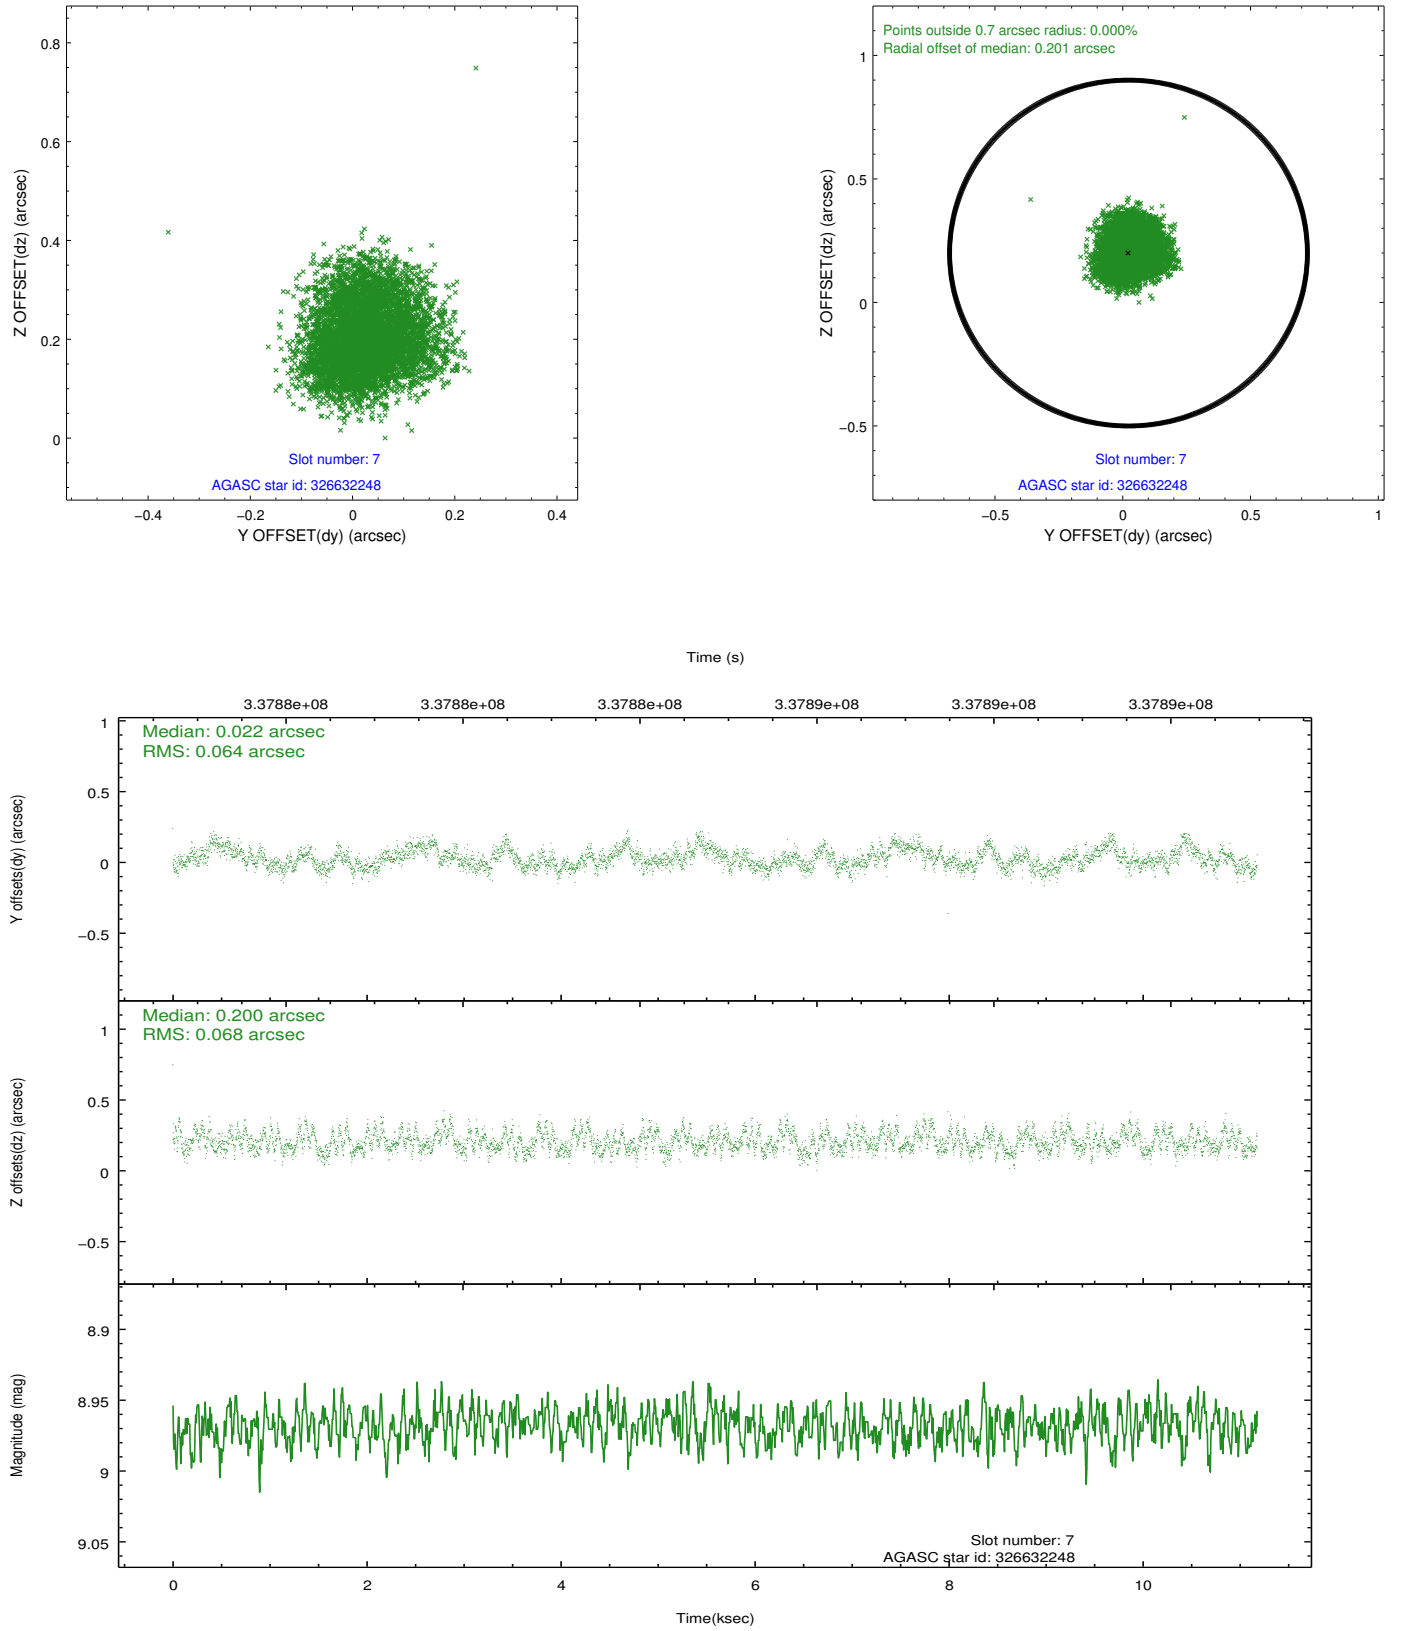 0.8
0.6
0.4
0.2
0
Z OFFSET(dz) (arcsec)
Slot number: 7
AGASC star id: 326632248
−0.4 −0.2 0 0.2 0.4
Y OFFSET(dy) (arcsec)
Points outside 0.7 arcsec radius: 0.000%
Radial offset of median: 0.201 arcsec
1
0.5
0
−0.5
Z OFFSET(dz) (arcsec)
Slot number: 7
AGASC star id: 326632248
−0.5 0 0.5 1
Y OFFSET(dy) (arcsec)
Time (s)
3.3788e+08 3.3788e+08 3.3788e+08 3.3789e+08 3.3789e+08 3.3789e+08
Median: 0.022 arcsec
RMS: 0.064 arcsec
1
0.5
0
−0.5
Y offsets(dy) (arcsec)
Median: 0.200 arcsec
RMS: 0.068 arcsec
1
0.5
0
−0.5
Z offsets(dz) (arcsec)
8.9
8.95
9
9.05
Magnitude (mag)
Slot number: 7
AGASC star id: 326632248
0 2 4 6 8 10
Time(ksec)